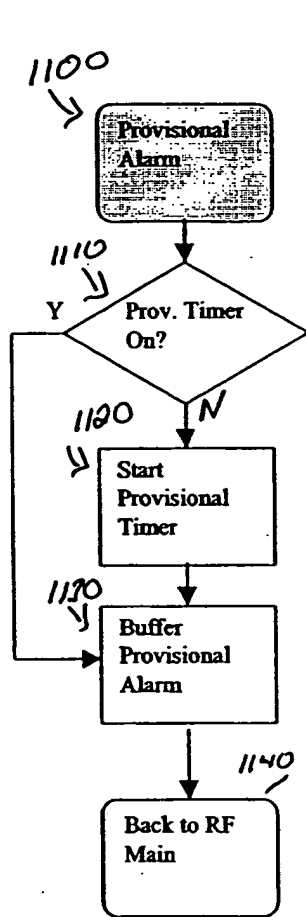 1100
Provisional
Alarm
1110
Y
Prov. Timer
On?
N
1120
Start
Provisional
Timer
1130
Buffer
Provisional
Alarm
1140
Back to RF
Main